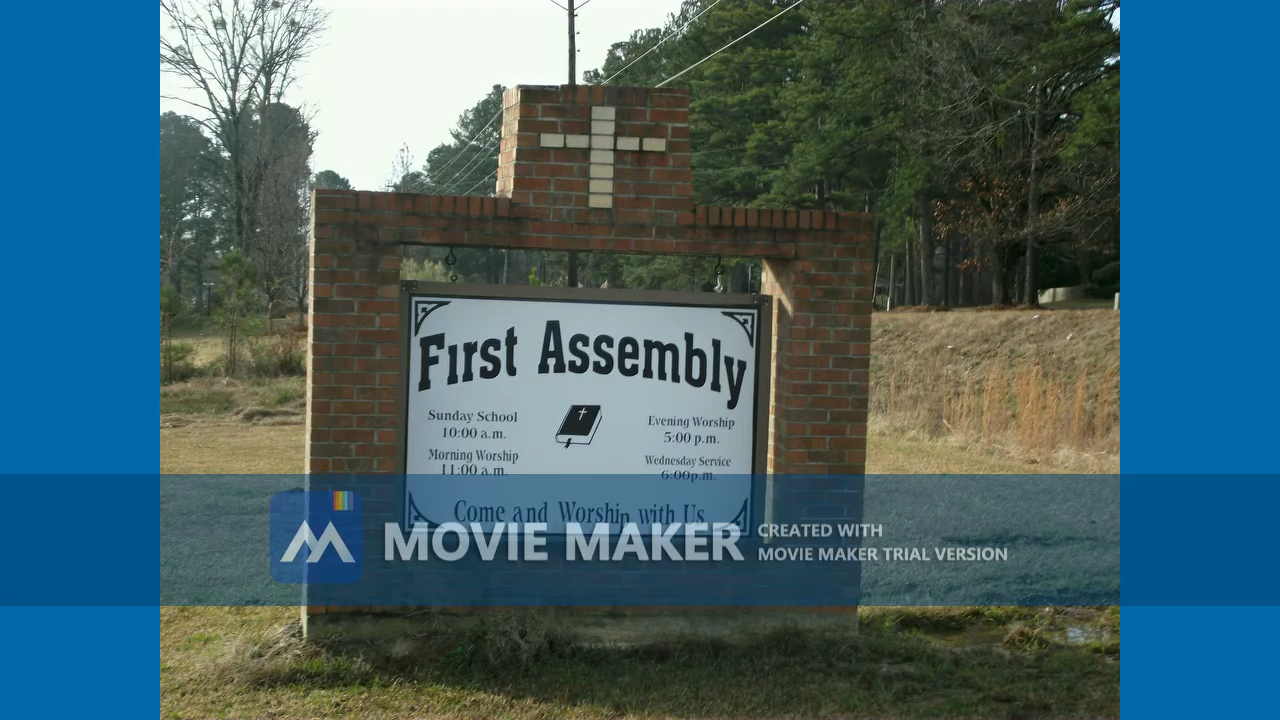 First Assembly
Sunday School
10:00 a.m.
Morning Worship
11:00 a.m.
Evening Worship
5:00 p.m.
Wednesday Service
6:00p.m.
Come and Worship with Us
MOVIE MAKER
CREATED WITH
MOVIE MAKER TRIAL VERSION